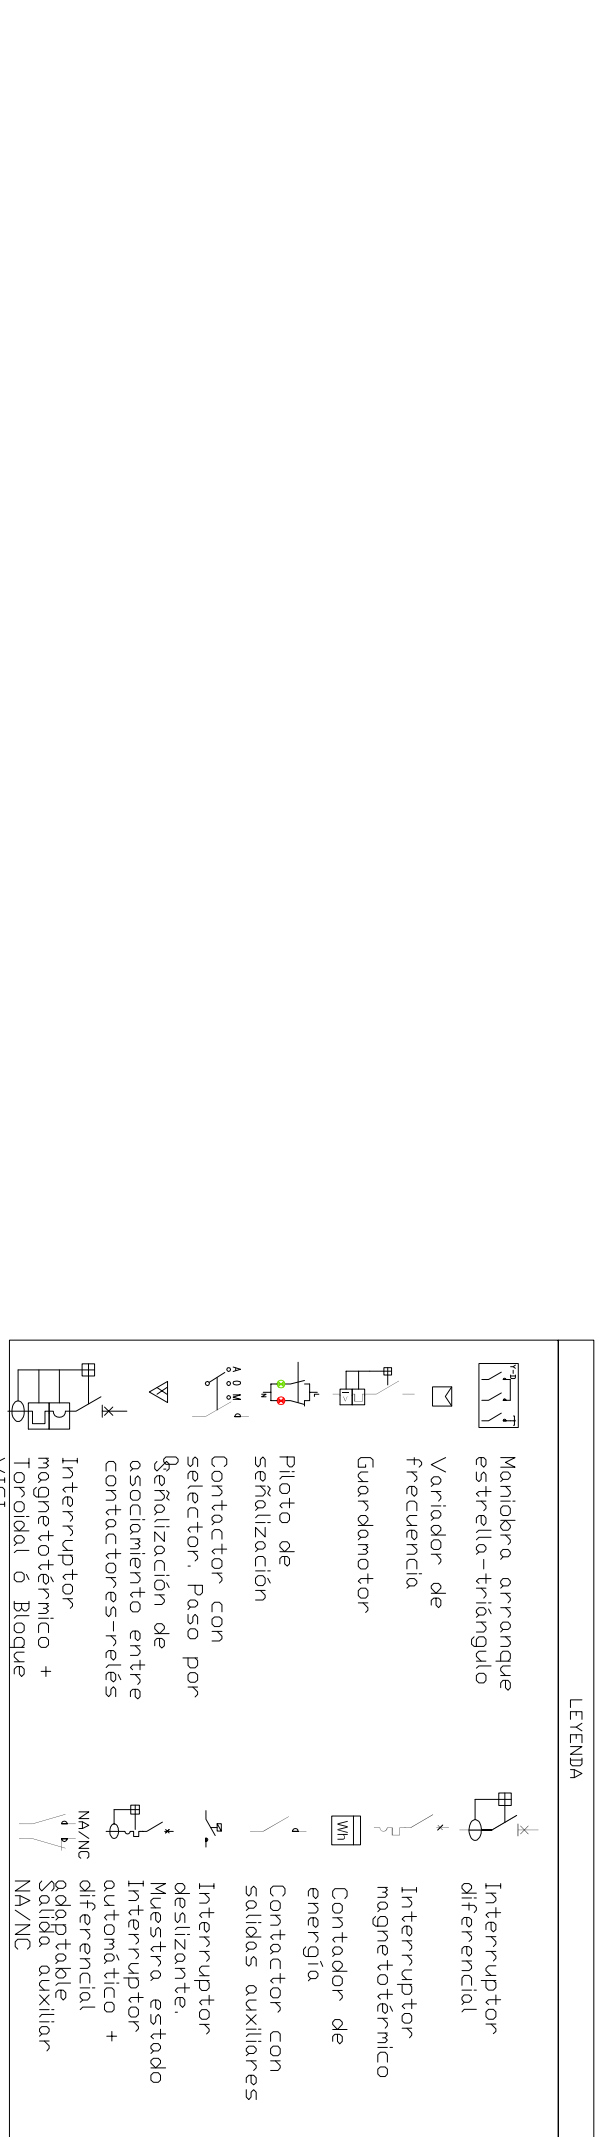 LEYENDA
Y-D
Maniobra arranque
estrella-triángulo
Variador de
frecuencia
Guardamotor
L
N
Piloto de
señalización
A O M
Contactor con
selector. Paso por
0.
Señalización de
asociamiento entre
contactores-relés
Interruptor
magnetotérmico +
Toroidal ó Bloque
VIGI
Interruptor
diferencial
Interruptor
magnetotérmico
Wh
Contador de
energía
Contactor con
salidas auxiliares
Interruptor
deslizante.
Muestra estado
Interruptor
automático +
diferencial
adaptable
NA/NC
Salida auxiliar
NA/NC